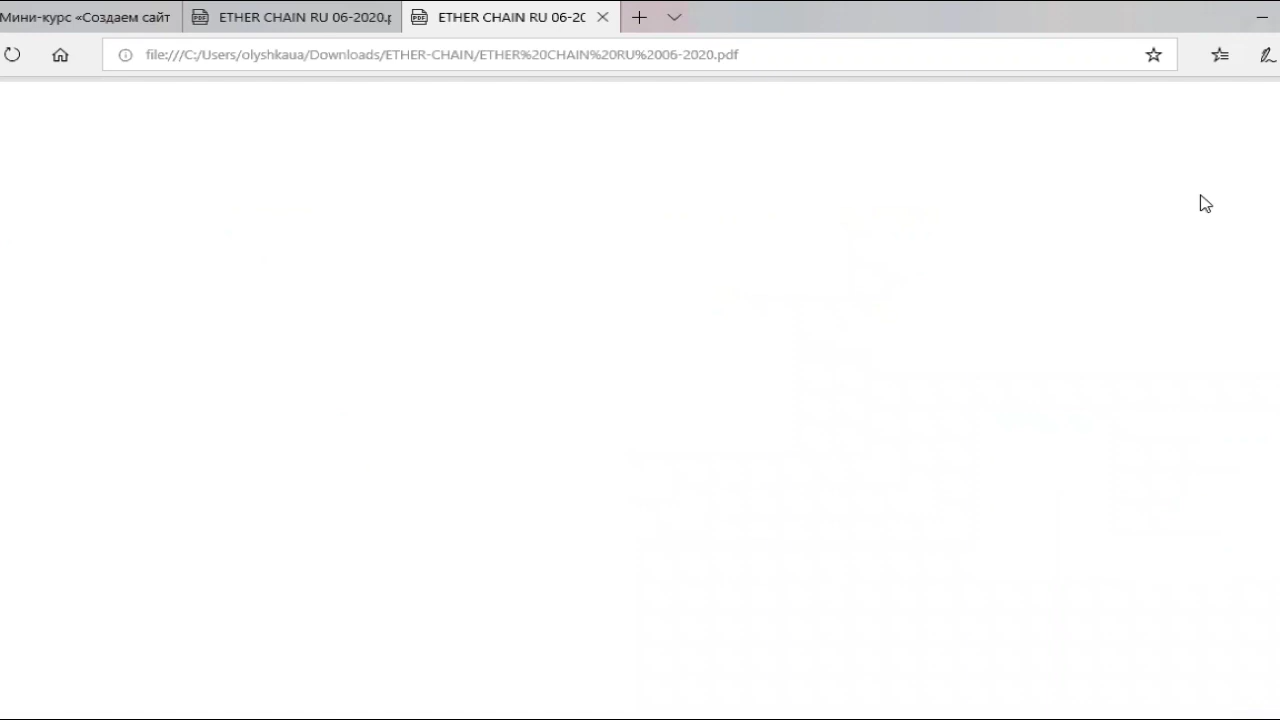 Мини-курс «Создаем сайт
ETHER CHAIN RU 06-2020.p
ETHER CHAIN RU 06-2C
file:///C:/Users/olyshkaua/Downloads/ETHER-CHAIN/ETHER%20CHAIN%20RU%2006-2020.pdf